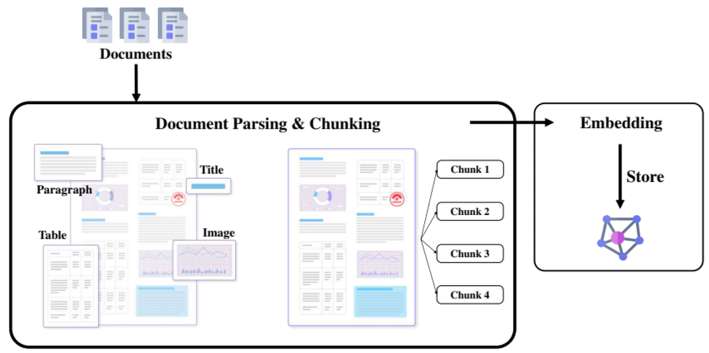 Documents
Document Parsing & Chunking
Embedding
Paragraph
Title
Table
Image
Chunk 1
Chunk 2
Chunk 3
Chunk 4
Store